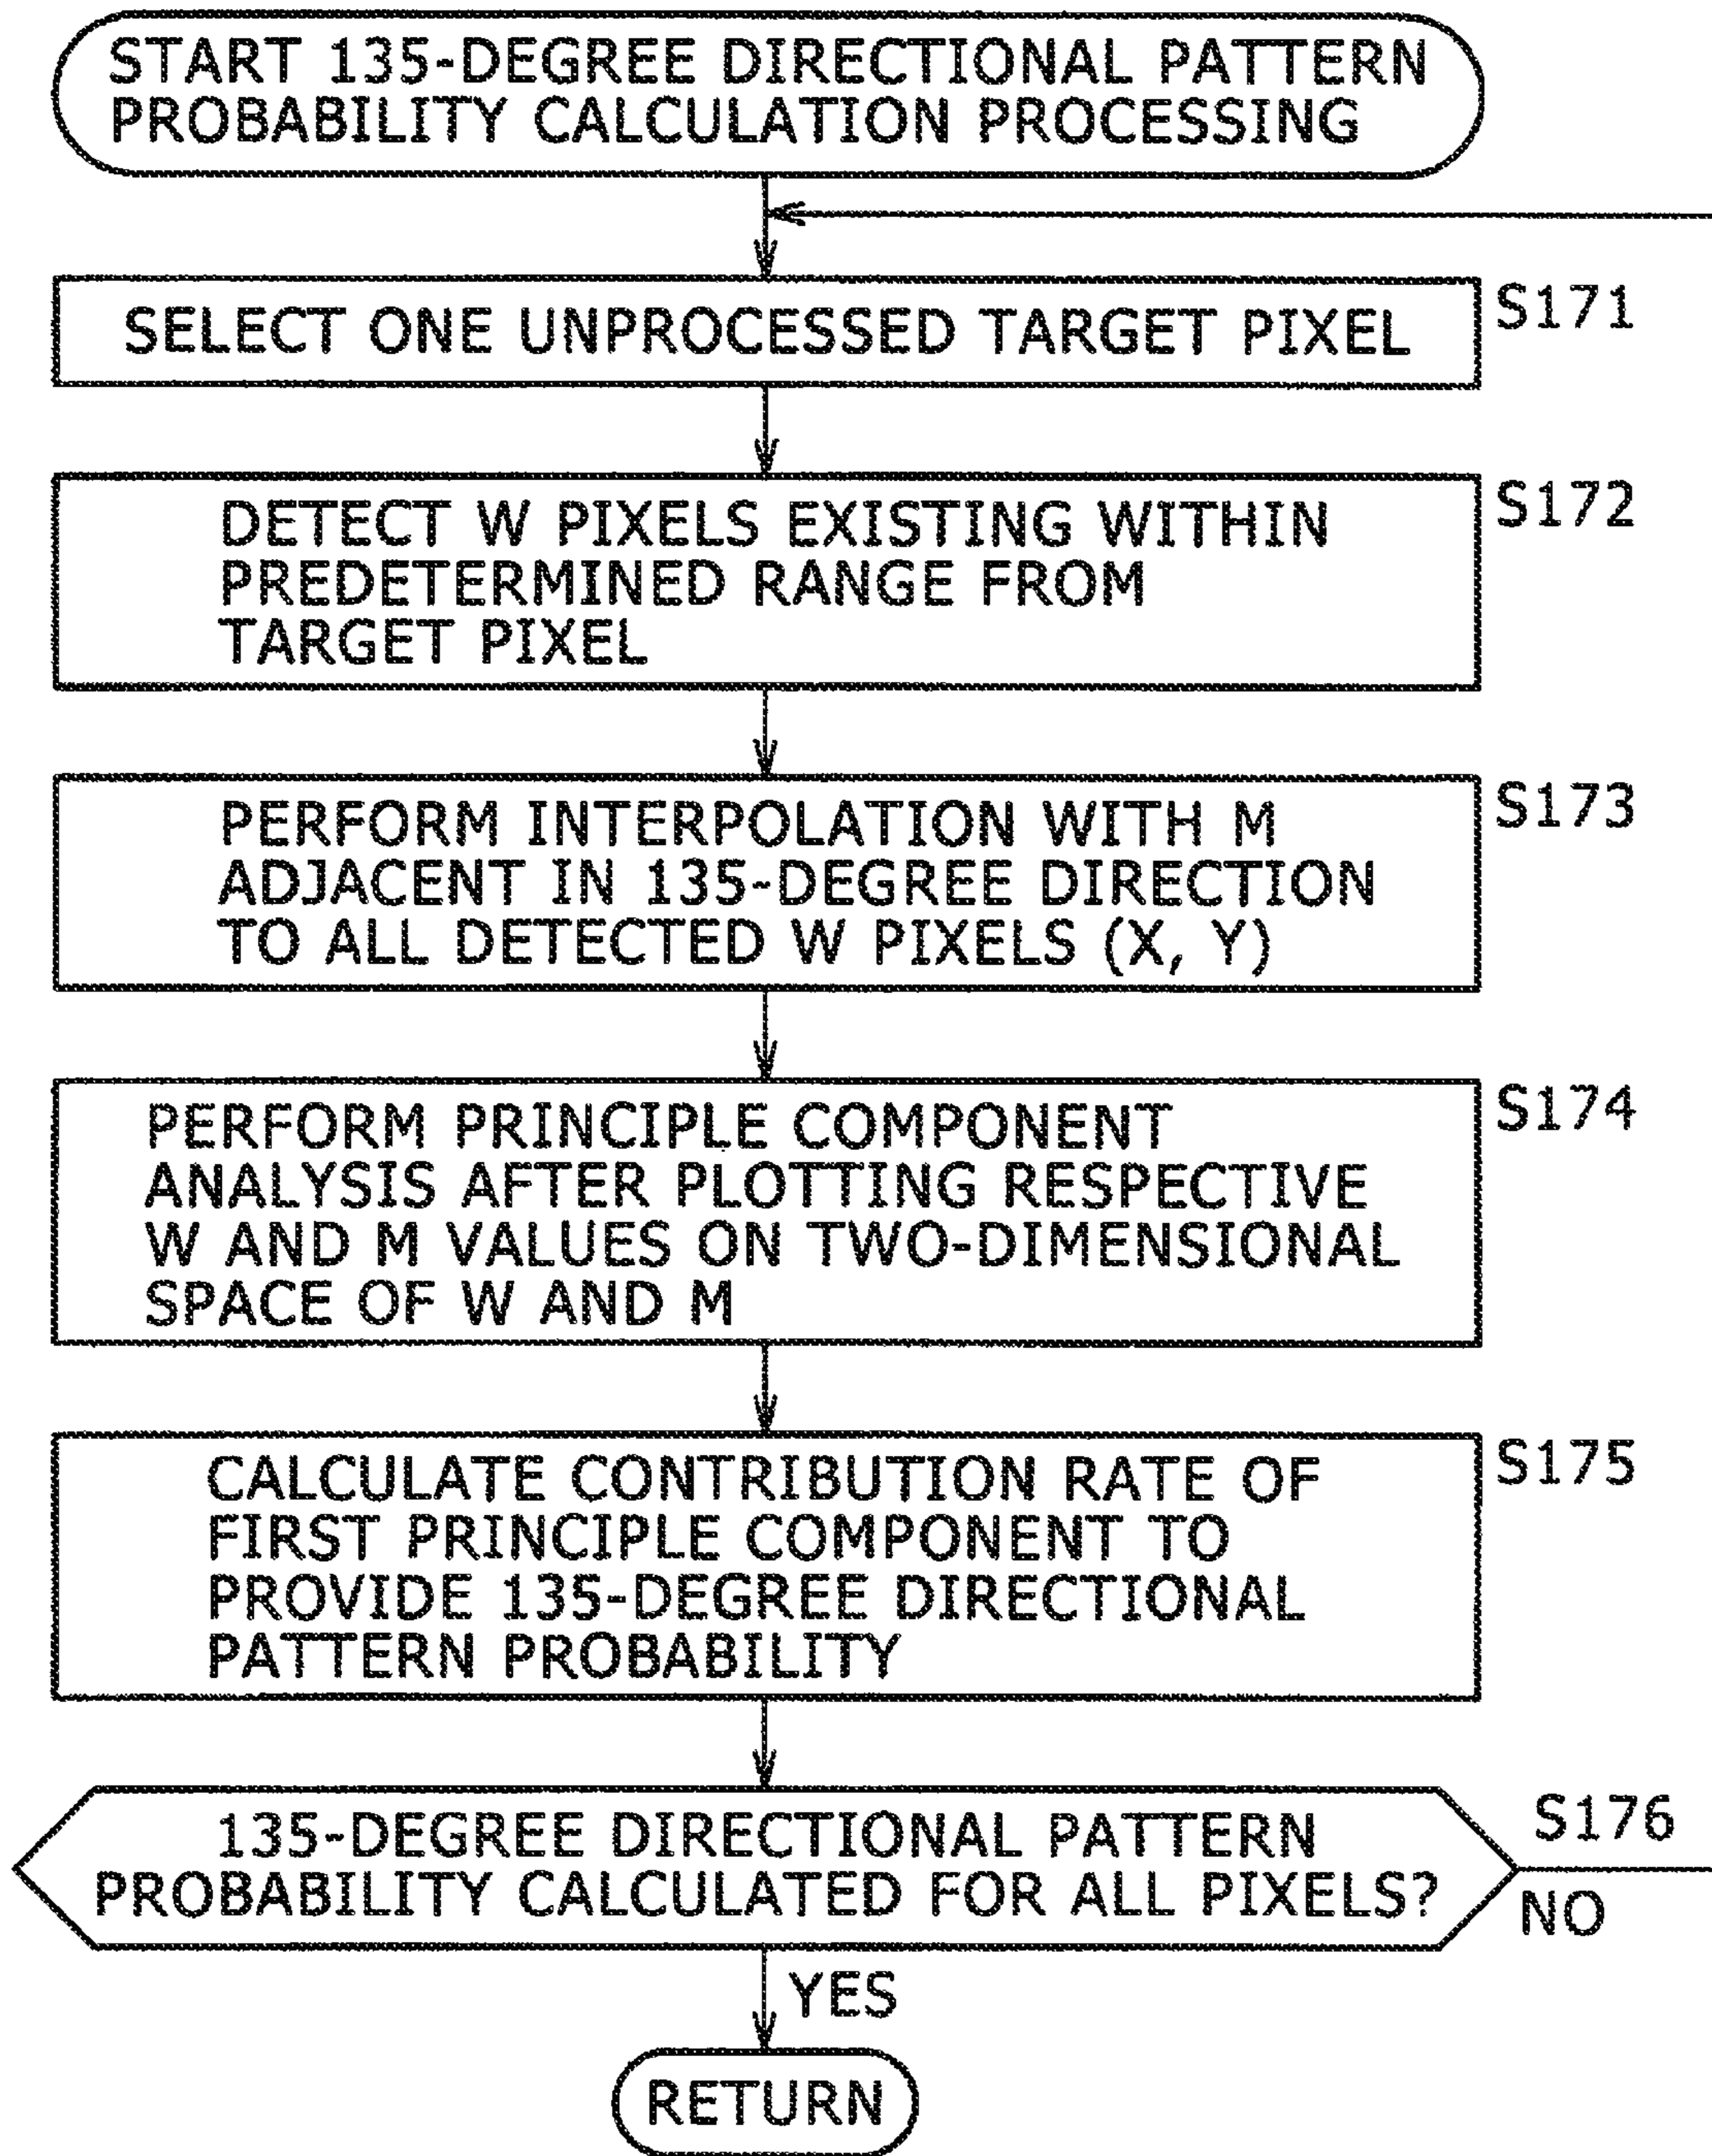 START 135-DEGREE DIRECTIONAL PATTERN
PROBABILITY CALCULATION PROCESSING
SELECT ONE UNPROCESSED TARGET PIXEL
S171
DETECT W PIXELS EXISTING WITHIN
PREDETERMINED RANGE FROM
TARGET PIXEL
S172
PERFORM INTERPOLATION WITH M
ADJACENT IN 135-DEGREE DIRECTION
TO ALL DETECTED W PIXELS (X, Y)
S173
PERFORM PRINCIPLE COMPONENT
ANALYSIS AFTER PLOTTING RESPECTIVE
W AND M VALUES ON TWO-DIMENSIONAL
SPACE OF W AND M
S174
CALCULATE CONTRIBUTION RATE OF
FIRST PRINCIPLE COMPONENT TO
PROVIDE 135-DEGREE DIRECTIONAL
PATTERN PROBABILITY
S175
135-DEGREE DIRECTIONAL PATTERN
PROBABILITY CALCULATED FOR ALL PIXELS?
S176
NO
YES
RETURN